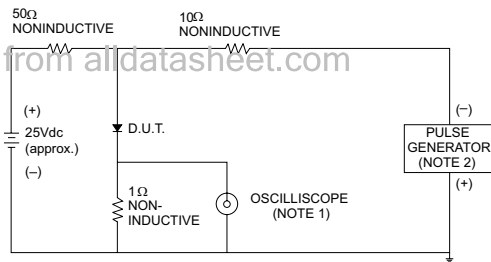 50Ω
NONINDUCTIVE
10Ω
NONINDUCTIVE
from alldatasheet.com
(+)
25Vdc
(approx.)
(–)
D.U.T.
1Ω
NON-
INDUCTIVE
OSCILLISCOPE
(NOTE 1)
(–)
PULSE
GENERATOR
(NOTE 2)
(+)